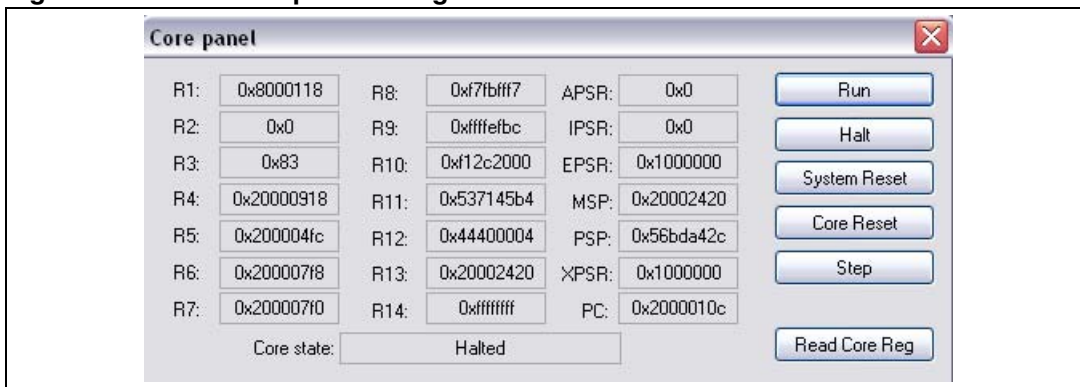 Core panel
R1: 0x8000118 R8: 0xf7fbfff7 APSR: 0x0 Run
R2: 0x0 R9: 0xffffefbc IPSR: 0x0 Halt
R3: 0x83 R10: 0xf12c2000 EPSR: 0x1000000 System Reset
R4: 0x20000918 R11: 0x537145b4 MSP: 0x20002420 Core Reset
R5: 0x200004fc R12: 0x44400004 PSP: 0x56bda42c Step
R6: 0x200007f8 R13: 0x20002420 XPSR: 0x1000000
R7: 0x200007f0 R14: 0xffffffff PC: 0x2000010c
Core state: Halted Read Core Reg